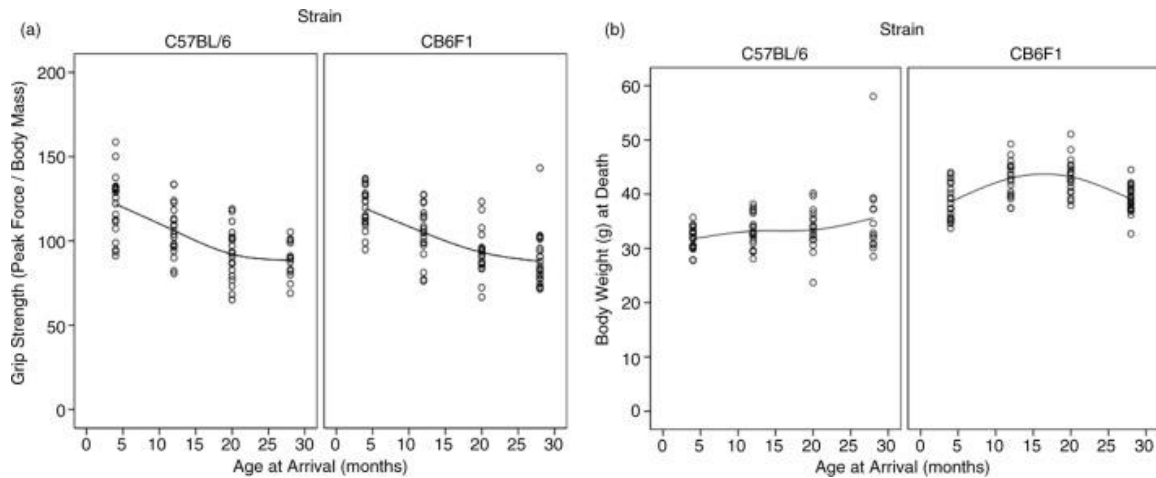 (a)
Strain
C57BL/6
CB6F1
Grip Strength (Peak Force / Body Mass)
200
150
100
50
0
0 5 10 15 20 25 30
0 5 10 15 20 25 30
Age at Arrival (months)
(b)
Strain
C57BL/6
CB6F1
Body Weight (g) at Death
60
50
40
30
20
10
0
0 5 10 15 20 25 30
0 5 10 15 20 25 30
Age at Arrival (months)